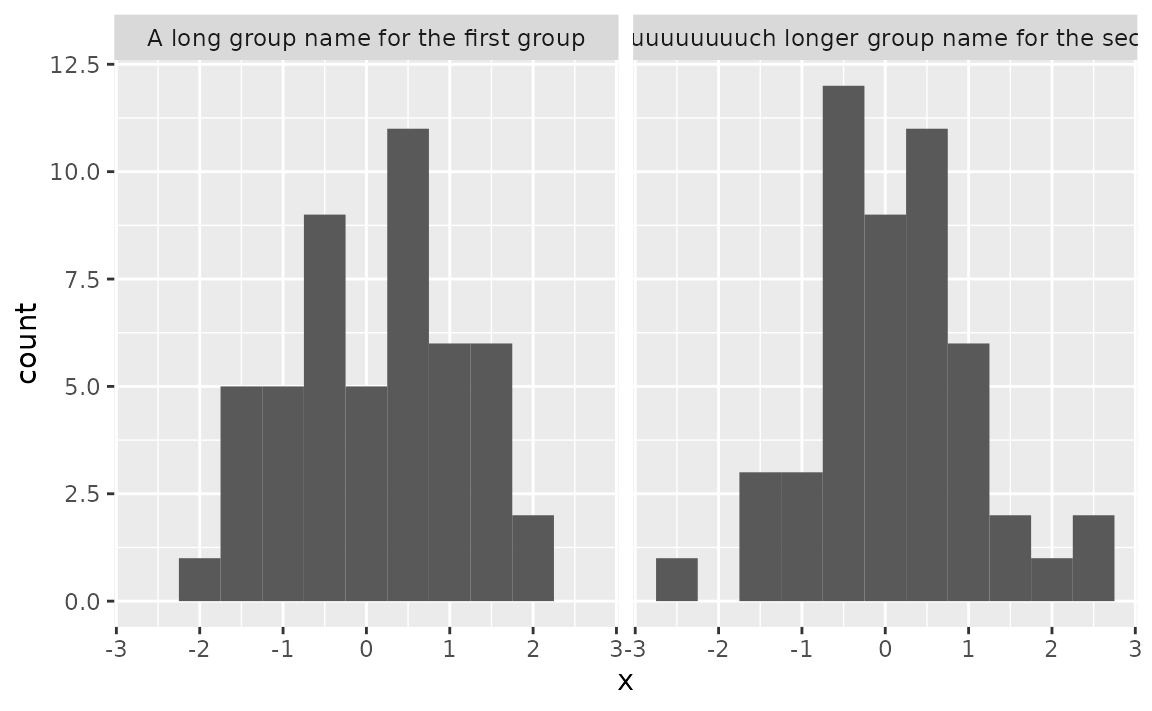 A long group name for the first group
uuuuuuuuch longer group name for the sec
12.5
10.0
7.5
5.0
2.5
0.0
count
-3 -2 -1 0 1 2 3
-3 -2 -1 0 1 2 3
x